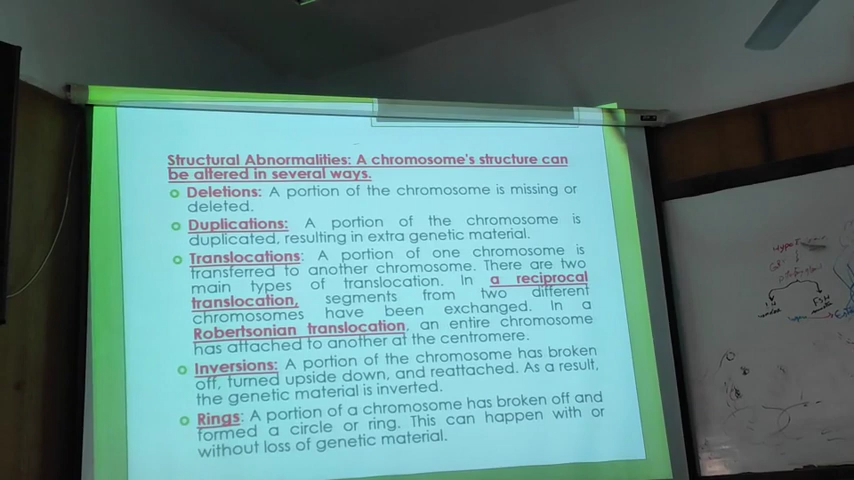 Structural Abnormalities: A chromosome's structure can
be altered in several ways.
Deletions: A portion of the chromosome is missing or
deleted.
Duplications: A portion of the chromosome is
duplicated, resulting in extra genetic material.
Translocations: A portion of one chromosome is
transferred to another chromosome. There are two
main types of translocation. In a reciprocal
translocation, segments from two different
chromosomes have been exchanged. In a
Robertsonian translocation, an entire chromosome
has attached to another at the centromere.
Inversions: A portion of the chromosome has broken
off, turned upside down, and reattached. As a result,
the genetic material is inverted.
Rings: A portion of a chromosome has broken off and
formed a circle or ring. This can happen with or
without loss of genetic material.
FSH